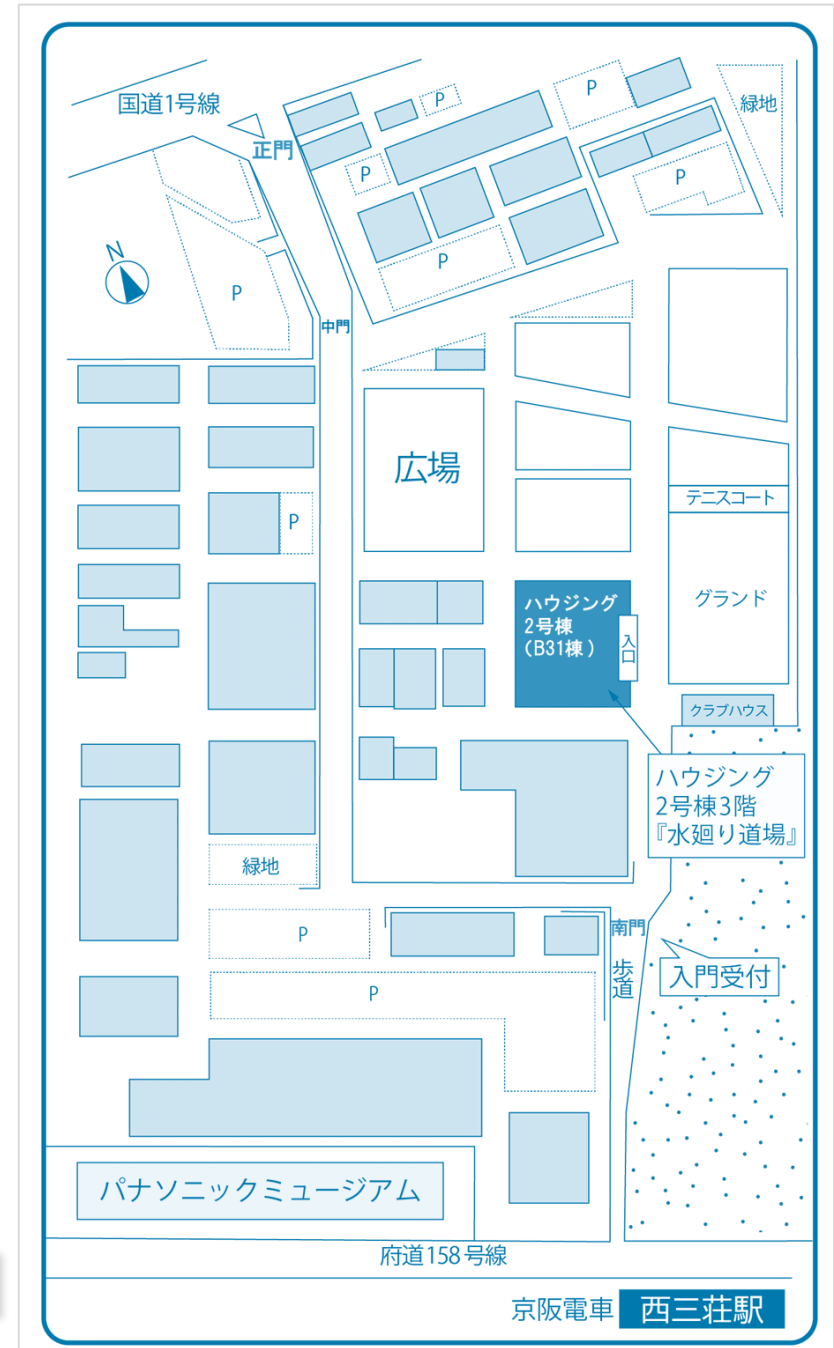 国道1号線
正門
P
P
緑地
P
P
P
N
P
中門
広場
テニスコート
P
グランド
ハウジング
2号棟
（B31棟）
入口
クラブハウス
ハウジング
2号棟3階
『水廻り道場』
緑地
P
南門
歩道
入門受付
P
パナソニックミュージアム
府道158号線
京阪電車 西三荘駅